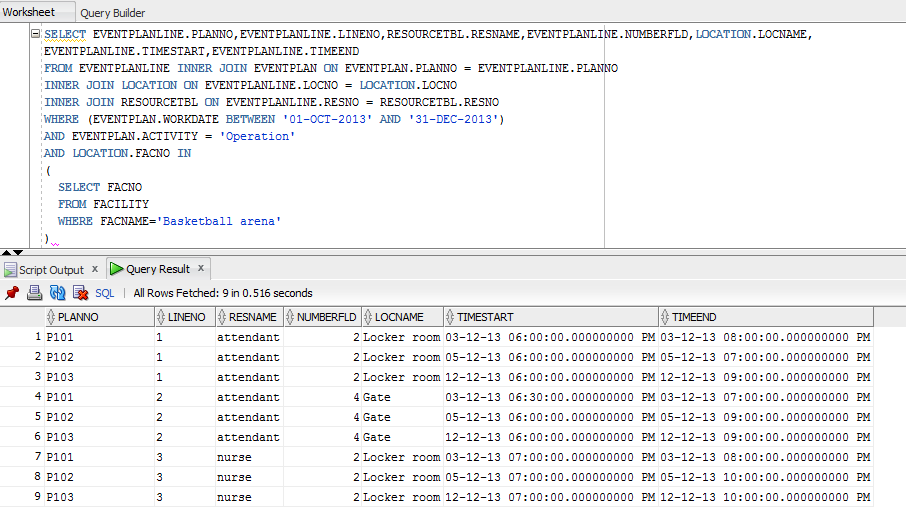 Worksheet Query Builder
SELECT EVENTPLANLINE.PLANNO,EVENTPLANLINE.LINENO,RESOURCETBL.RESNAME,EVENTPLANLINE.NUMBERFLD,LOCATION.LOCNAME,
EVENTPLANLINE.TIMESTART,EVENTPLANLINE.TIMEEND
FROM EVENTPLANLINE INNER JOIN EVENTPLAN ON EVENTPLAN.PLANNO = EVENTPLANLINE.PLANNO
INNER JOIN LOCATION ON EVENTPLANLINE.LOCNO = LOCATION.LOCNO
INNER JOIN RESOURCETBL ON EVENTPLANLINE.RESNO = RESOURCETBL.RESNO
WHERE (EVENTPLAN.WORKDATE BETWEEN '01-OCT-2013' AND '31-DEC-2013')
AND EVENTPLAN.ACTIVITY = 'Operation'
AND LOCATION.FACNO IN
(
SELECT FACNO
FROM FACILITY
WHERE FACNAME='Basketball arena'
)
Script Output x Query Result x
SQL | All Rows Fetched: 9 in 0.516 seconds
PLANNO LINENO RESNAME NUMBERFLD LOCNAME TIMESTART TIMEEND
1 P101 1 attendant 2 Locker room 03-12-13 06:00:00.000000000 PM 03-12-13 08:00:00.000000000 PM
2 P102 1 attendant 2 Locker room 05-12-13 06:00:00.000000000 PM 05-12-13 07:00:00.000000000 PM
3 P103 1 attendant 2 Locker room 12-12-13 06:00:00.000000000 PM 12-12-13 09:00:00.000000000 PM
4 P101 2 attendant 4 Gate 03-12-13 06:30:00.000000000 PM 03-12-13 07:00:00.000000000 PM
5 P102 2 attendant 4 Gate 05-12-13 06:00:00.000000000 PM 05-12-13 09:00:00.000000000 PM
6 P103 2 attendant 4 Gate 12-12-13 06:00:00.000000000 PM 12-12-13 09:00:00.000000000 PM
7 P101 3 nurse 2 Locker room 03-12-13 07:00:00.000000000 PM 03-12-13 08:00:00.000000000 PM
8 P102 3 nurse 2 Locker room 05-12-13 07:00:00.000000000 PM 05-12-13 10:00:00.000000000 PM
9 P103 3 nurse 2 Locker room 12-12-13 07:00:00.000000000 PM 12-12-13 10:00:00.000000000 PM